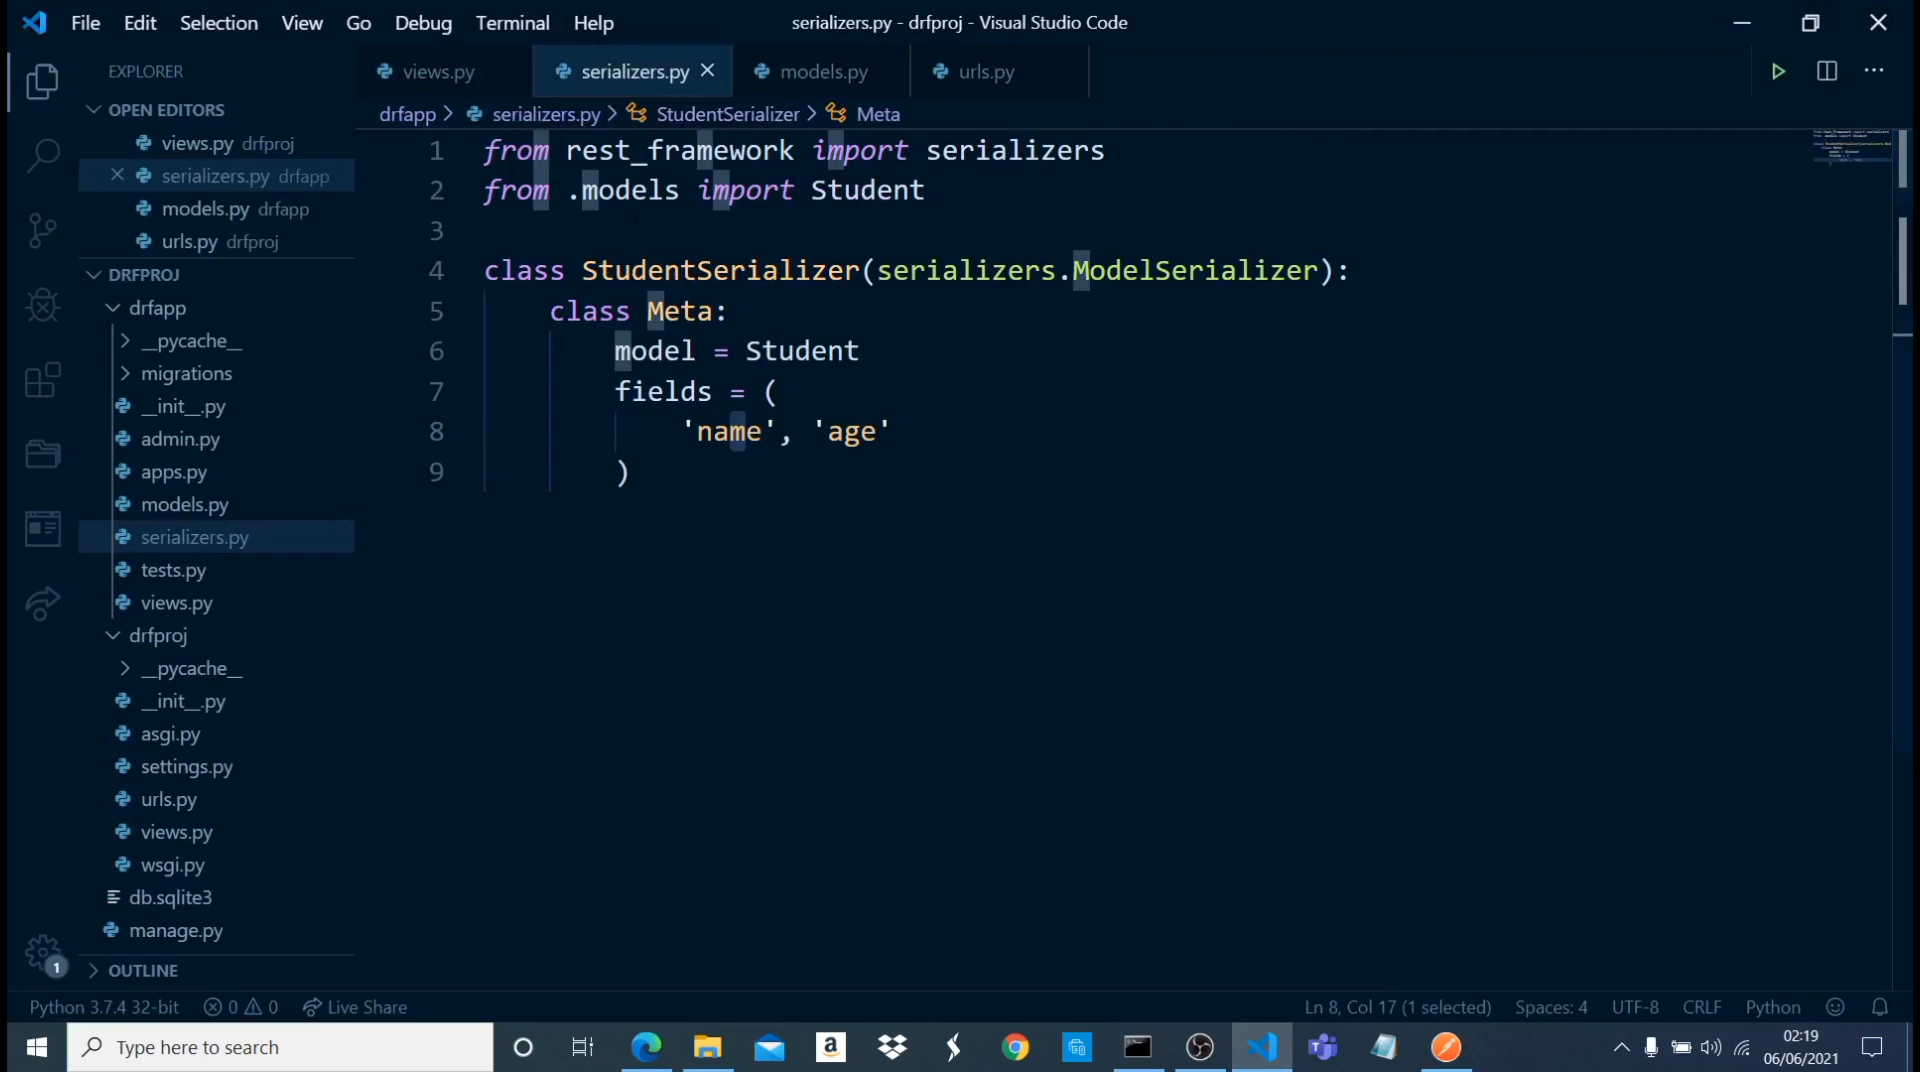 File Edit Selection View Go Debug Terminal Help
serializers.py - drfproj - Visual Studio Code
EXPLORER
views.py
serializers.py
models.py
urls.py
OPEN EDITORS
views.py drfproj
serializers.py drfapp
models.py drfapp
urls.py drfproj
DRFPROJ
drfapp
__pycache__
migrations
__init__.py
admin.py
apps.py
models.py
serializers.py
tests.py
views.py
drfproj
__pycache__
__init__.py
asgi.py
settings.py
urls.py
views.py
wsgi.py
db.sqlite3
manage.py
OUTLINE
1
drfapp > serializers.py > StudentSerializer > Meta
1 from rest_framework import serializers
2 from .models import Student
3
4 class StudentSerializer(serializers.ModelSerializer):
5 class Meta:
6 model = Student
7 fields = (
8 'name', 'age'
9 )
Python 3.7.4 32-bit 0 0 Live Share
Ln 8, Col 17 (1 selected) Spaces: 4 UTF-8 CRLF Python
Type here to search
a
02:19
06/06/2021